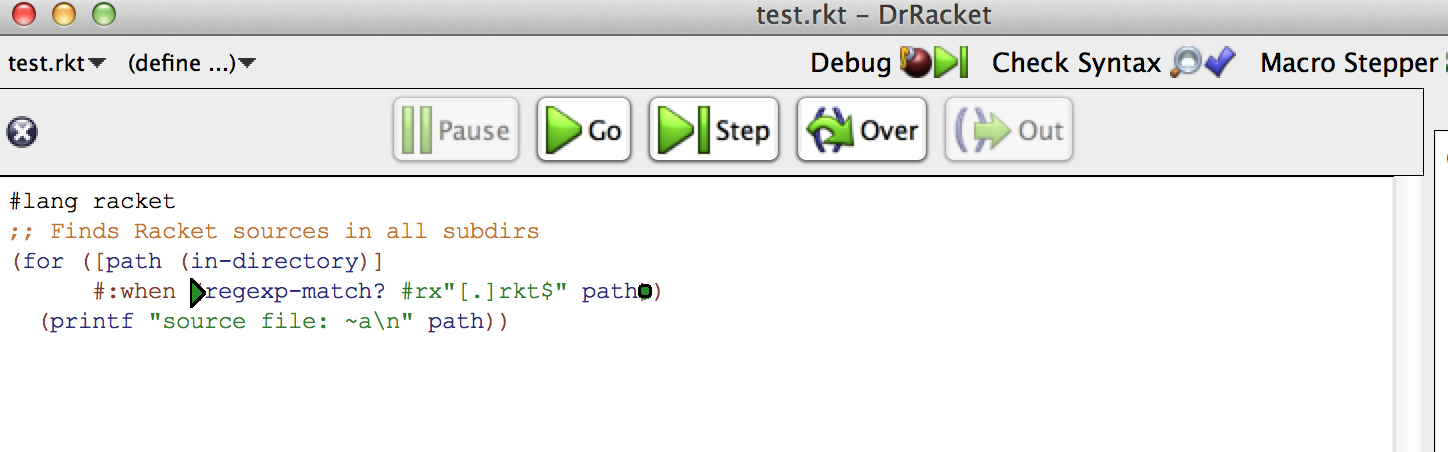 test.rkt – DrRacket
test.rkt (define ...) Debug Check Syntax Macro Stepper
Pause Go Step Over Out
#lang racket
;; Finds Racket sources in all subdirs
(for ([path (in-directory)]
#:when regexp-match? #rx"[.]rkt$" path)
(printf "source file: ~a\n" path))